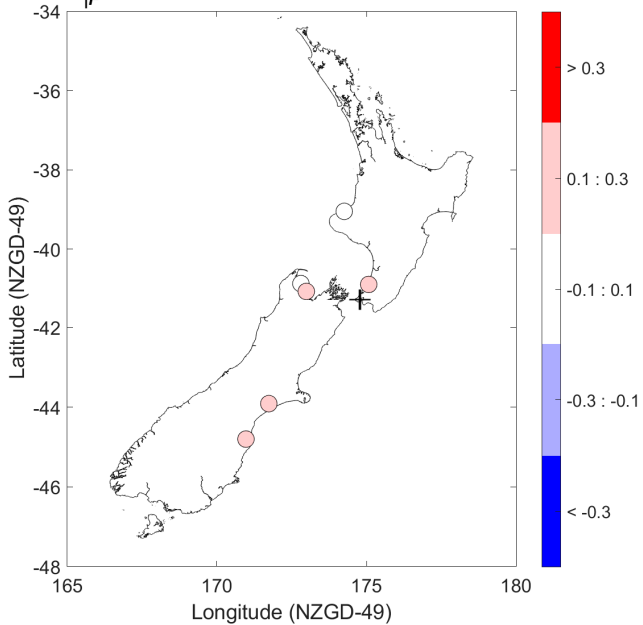 -34
-36
-38
-40
-42
-44
-46
-48
165
170
175
180
Latitude (NZGD-49)
Longitude (NZGD-49)
> 0.3
0.1 : 0.3
-0.1 : 0.1
-0.3 : -0.1
< -0.3